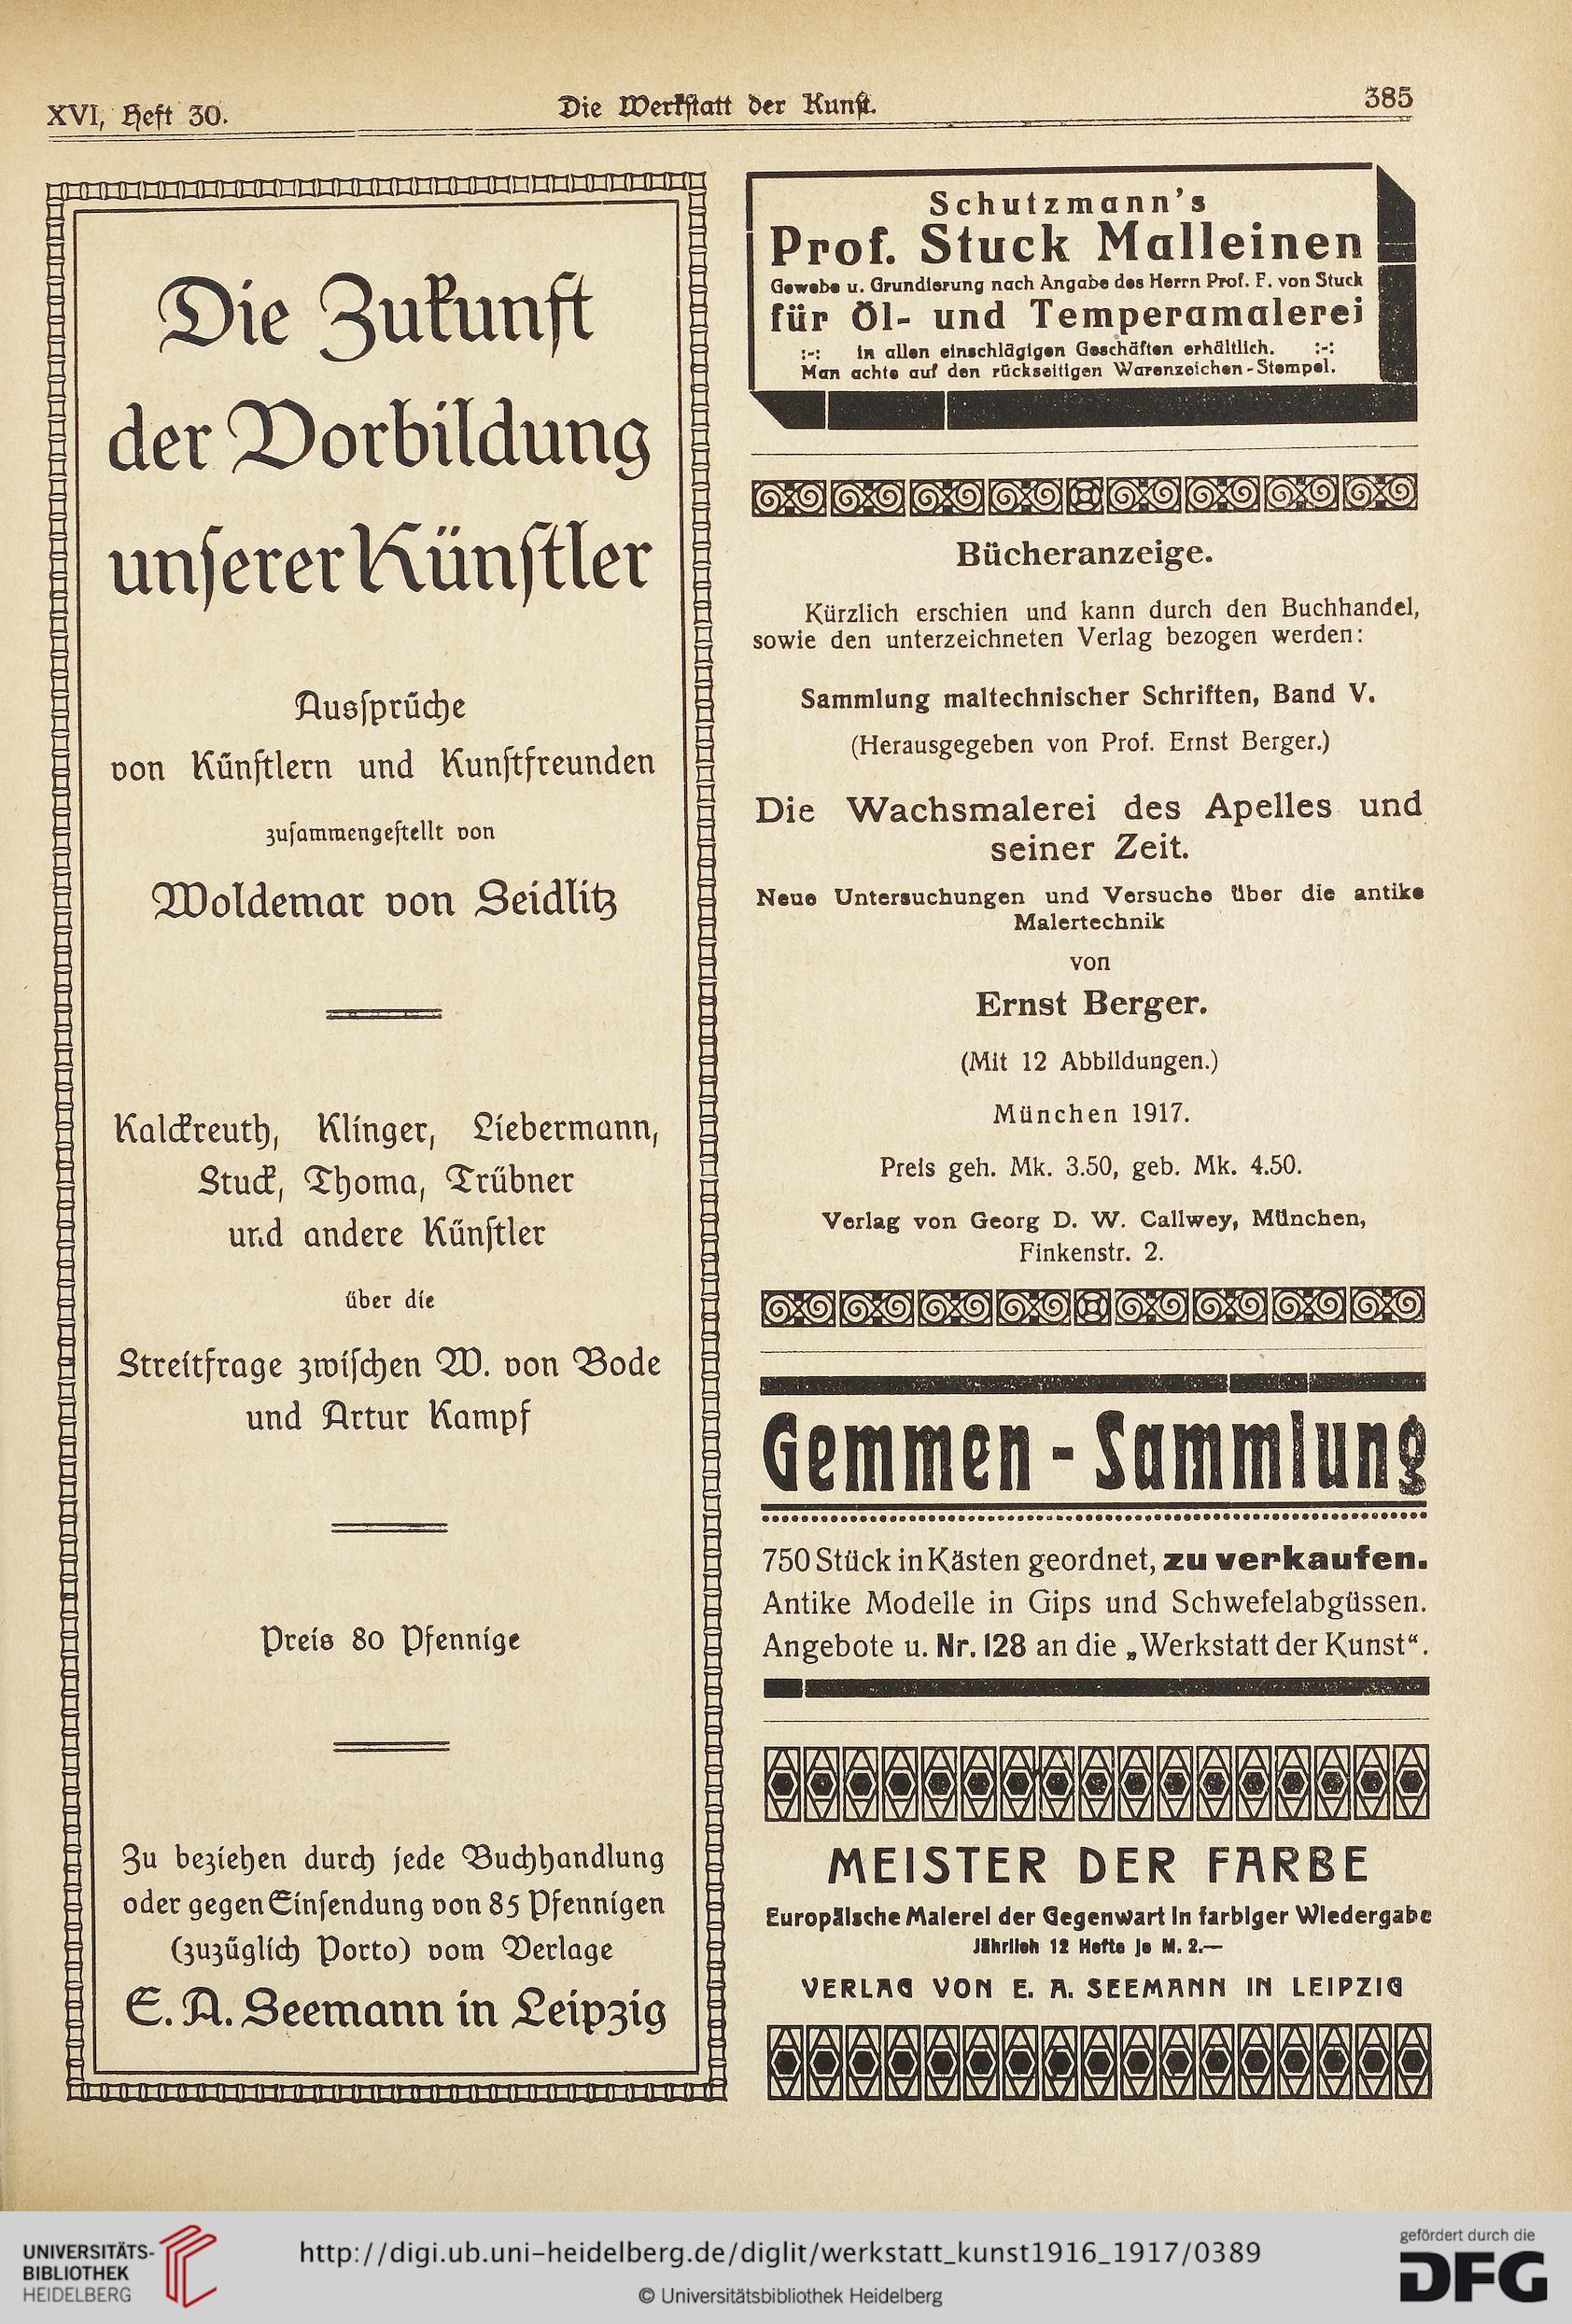 XVI, Heft 30.
Die Werkstatt der Kunst.
385
Die Zukunft
der Vorbildung
unserer Künstler
Aussprüche
von Künstlern und Kunstfreunden
zusammengestellt von
Woldemar von Seidlitz
Kalckreuth, Klinger, Liebermann,
Stuck, Thoma, Trübner
und andere Künstler
über die
Streitfrage zwischen W. von Bode
und Artur Kampf
Preis 80 Pfennige
Zu beziehen durch jede Buchhandlung
oder gegen Einsendung von 85 Pfennigen
(zuzüglich Porto) vom Verlage
E. A. Seemann in Leipzig
Schutzmann's
Prof. Stuck Malleinen
Gewebe u. Grundierung nach Angabe des Herrn Prof. F. von Stuck
für Öl- und Temperamalerei
:-: in allen einschlägigen Geschäften erhältlich. :-:
Man achte auf den rückseitigen Warenzeichen-Stempel.
Bücheranzeige.
Kürzlich erschien und kann durch den Buchhandel,
sowie den unterzeichneten Verlag bezogen werden:
Sammlung maltechnischer Schriften, Band V.
(Herausgegeben von Prof. Ernst Berger.)
Die Wachsmalerei des Apelles und
seiner Zeit.
Neue Untersuchungen und Versuche über die antike
Malertechnik
von
Ernst Berger.
(Mit 12 Abbildungen.)
München 1917.
Preis geh. Mk. 3.50, geb. Mk. 4.50.
Verlag von Georg D. W. Callwey, München,
Finkenstr. 2.
Gemmen-Sammlung
750 Stück in Kästen geordnet, zu verkaufen.
Antike Modelle in Gips und Schwefelabgüssen.
Angebote u. Nr. 128 an die „Werkstatt der Kunst“.
MEISTER DER FARBE
Europäische Malerei der Gegenwart in farbiger Wiedergabe
Jährlich 12 Hefte je M. 2.—
VERLAG VON E. A. SEEMANN IN LEIPZIG
UNIVERSITÄTS-
BIBLIOTHEK
HEIDELBERG
http://digi.ub.uni-heidelberg.de/diglit/werkstatt_kunst1916_1917/0389
© Universitätsbibliothek Heidelberg
gefördert durch die
DFG